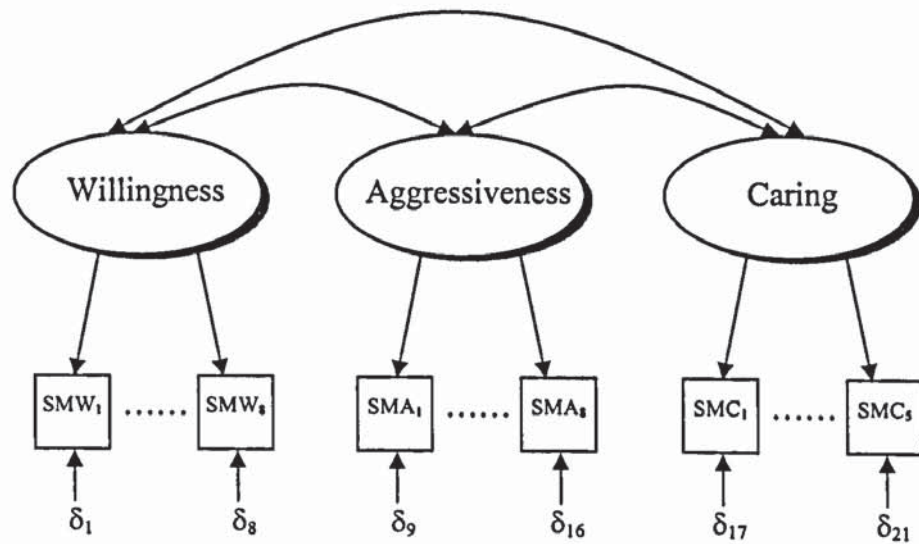 Willingness Aggressiveness Caring
SMW₁ ...... SMW₈ SMA₁ ...... SMA₈ SMC₁ ...... SMC₅
δ₁ δ₈ δ₉ δ₁₆ δ₁₇ δ₂₁